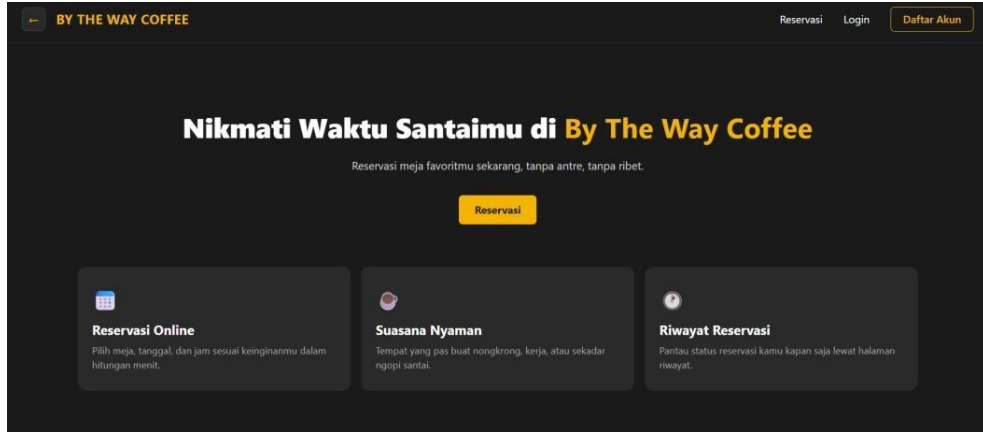 ← BY THE WAY COFFEE
Reservasi Login Daftar Akun
Nikmati Waktu Santaimu di By The Way Coffee
Reservasi meja favoritmu sekarang, tanpa antre, tanpa ribet.
Reservasi
Reservasi Online
Pilih meja, tanggal, dan jam sesuai keinginanmu dalam
hitungan menit.
Suasana Nyaman
Tempat yang pas buat nongkrong, kerja, atau sekadar
ngopi santai.
Riwayat Reservasi
Pantau status reservasi kamu kapan saja lewat halaman
riwayat.